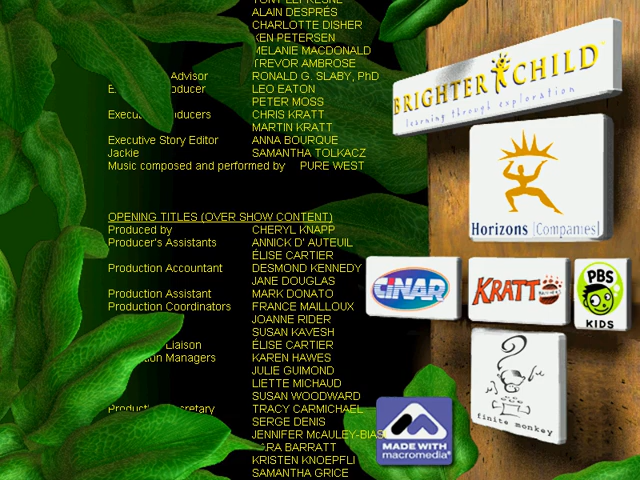 ALAIN DESPRÉS
CHARLOTTE DISHER
KEN PETERSEN
MELANIE MACDONALD
TREVOR AMBROSE
Advisor RONALD G. SLABY, PhD
LEO EATON
PETER MOSS
CHRIS KRATT
MARTIN KRATT
Executive Story Editor ANNA BOURQUE
Jackie SAMANTHA TOLKACZ
Music composed and performed by PURE WEST
OPENING TITLES (OVER SHOW CONTENT)
Produced by CHERYL KNAPP
Producer's Assistants ANNICK D' AUTEUIL
ÉLISE CARTIER
Production Accountant DESMOND KENNEDY
JANE DOUGLAS
Production Assistant MARK DONATO
Production Coordinators FRANCE MAILLOUX
JOANNE RIDER
SUSAN KAVESH
Liaison ÉLISE CARTIER
Managers KAREN HAWES
JULIE GUIMOND
LIETTE MICHAUD
SUSAN WOODWARD
TRACY CARMICHAEL
SERGE DENIS
JENNIFER McAULEY-BIAS
BARRATT
KRISTEN KNOEPFLI
SAMANTHA GRICE
BRIGHTER CHILD
learning through exploration
Horizons Companies
CiNAR
KRATT
PBS
KIDS
finite monkey
MADE WITH
macromedia®